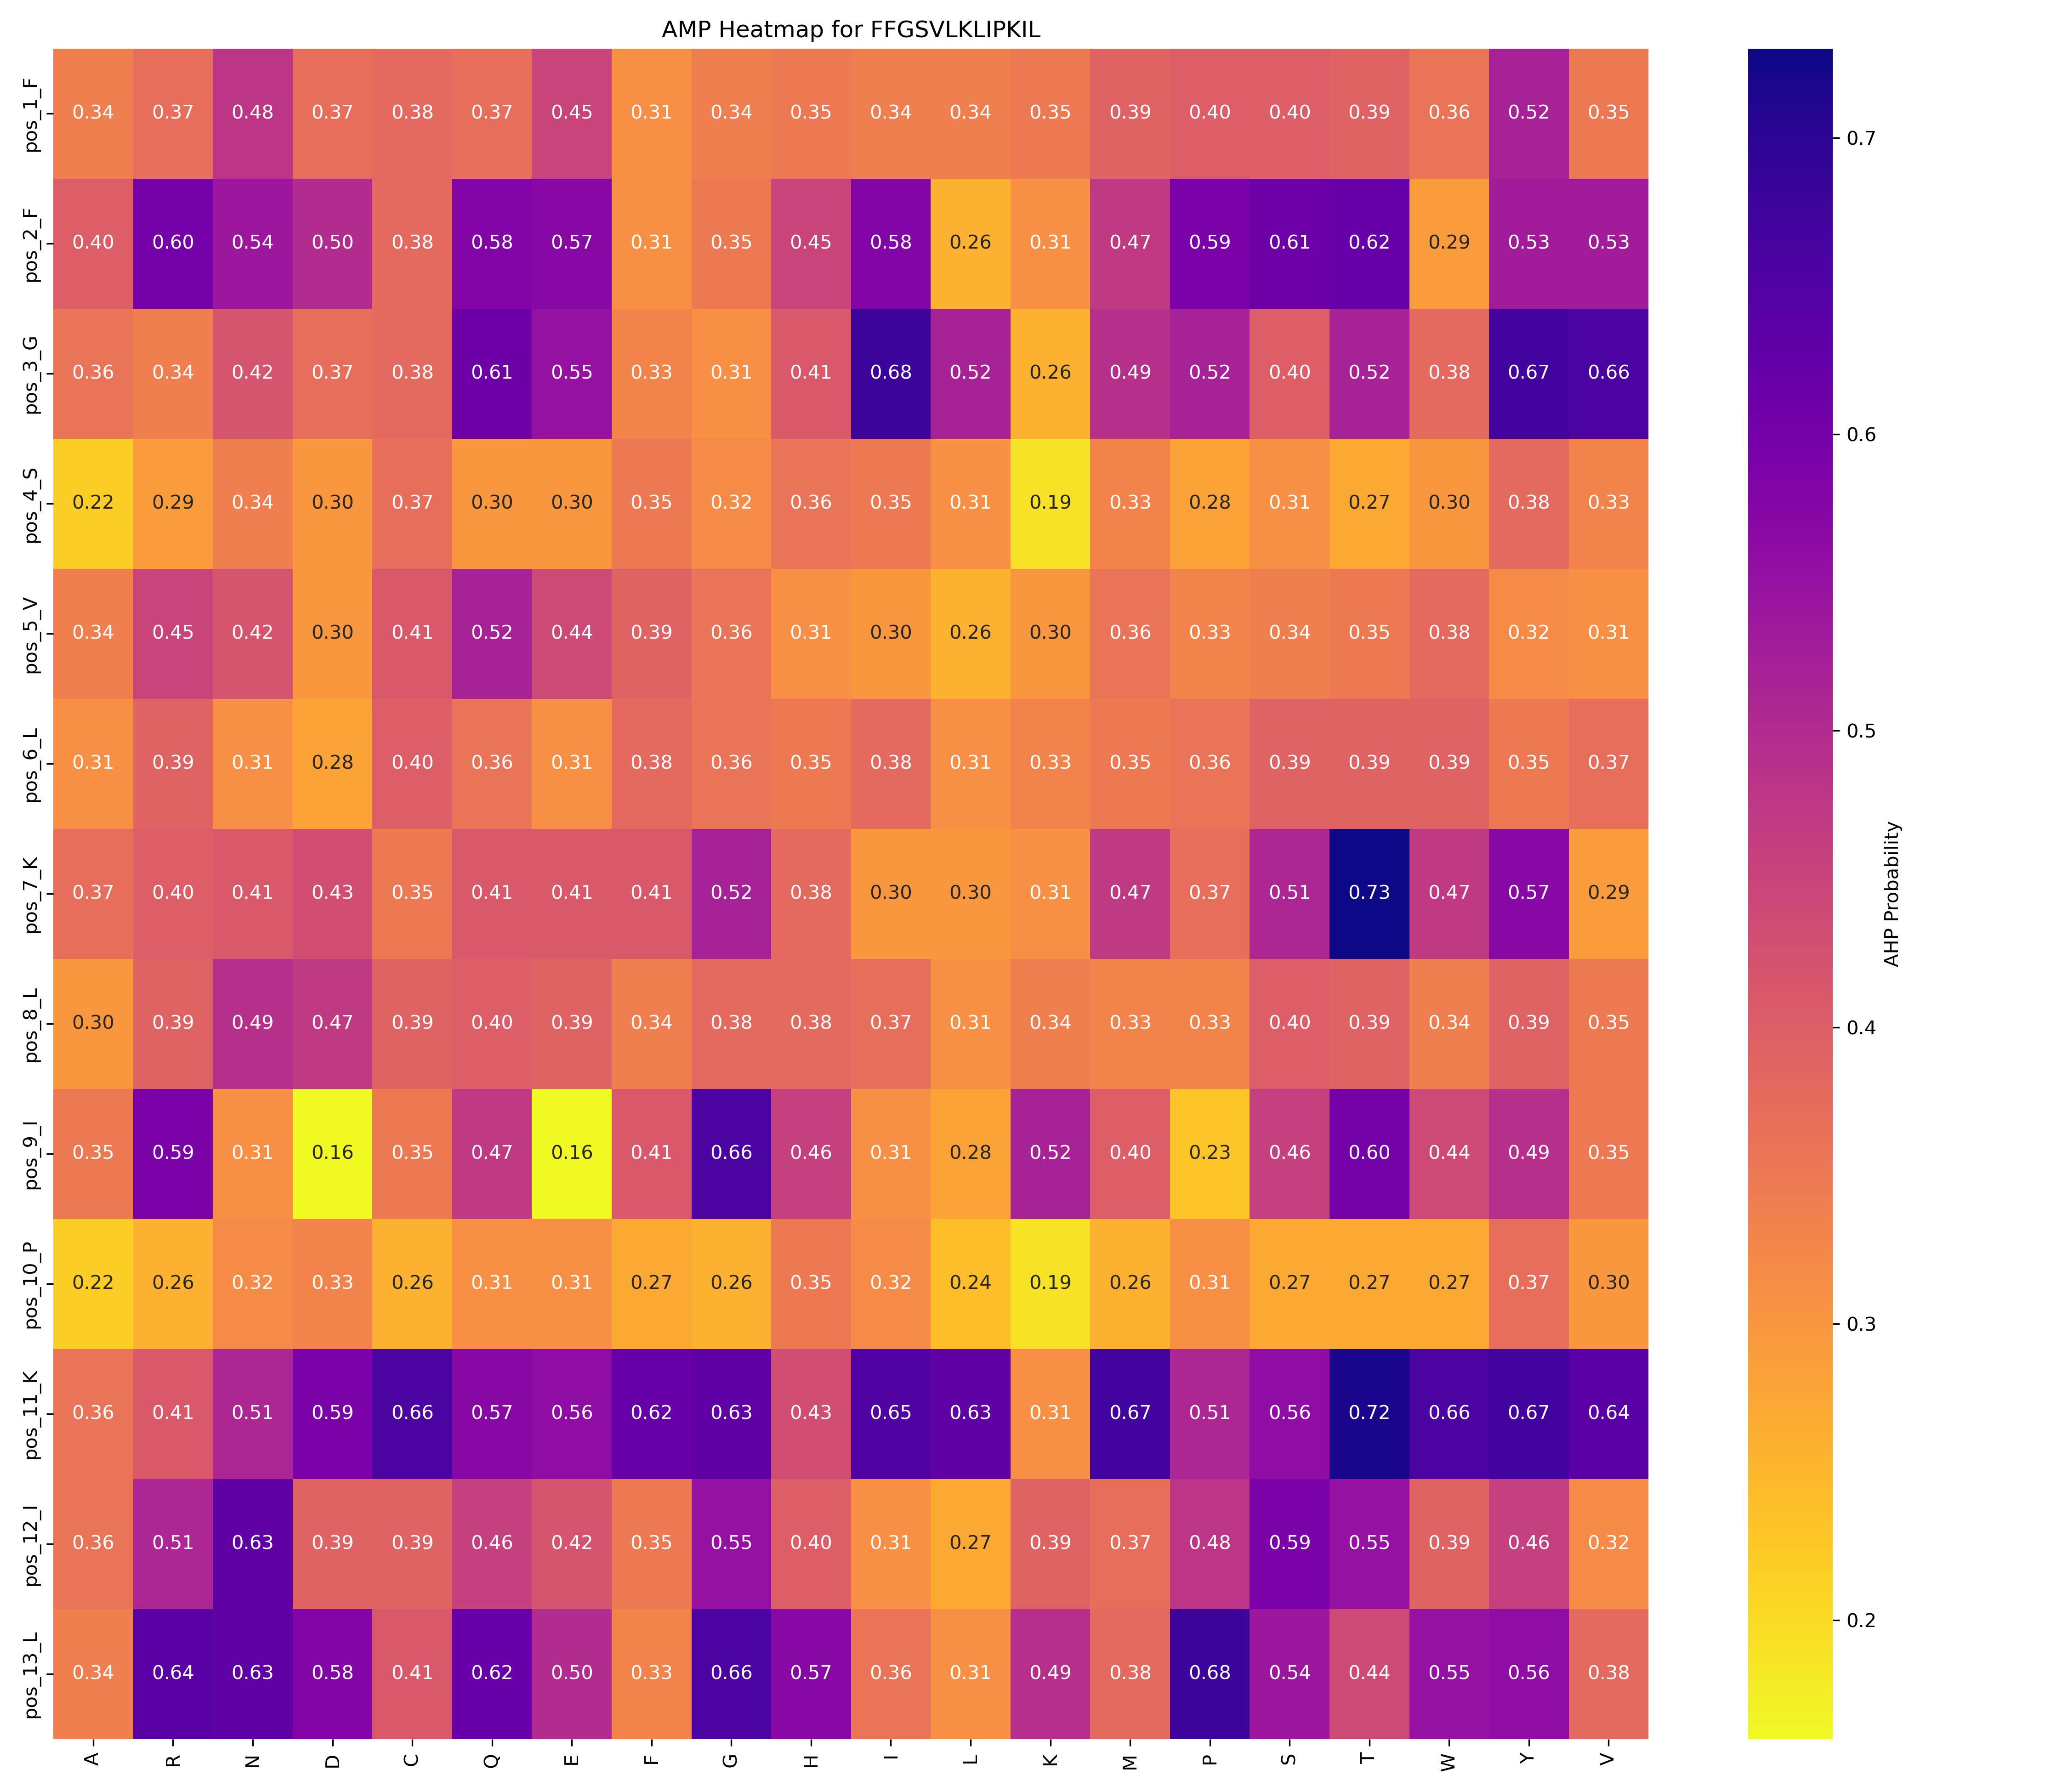 AMP Heatmap for FFGSVLKLIPKIL
pos_1_F 0.34 0.37 0.48 0.37 0.38 0.37 0.45 0.31 0.34 0.35 0.34 0.34 0.35 0.39 0.40 0.40 0.39 0.36 0.52 0.35
pos_2_F 0.40 0.60 0.54 0.50 0.38 0.58 0.57 0.31 0.35 0.45 0.58 0.26 0.31 0.47 0.59 0.61 0.62 0.29 0.53 0.53
pos_3_G 0.36 0.34 0.42 0.37 0.38 0.61 0.55 0.33 0.31 0.41 0.68 0.52 0.26 0.49 0.52 0.40 0.52 0.38 0.67 0.66
pos_4_S 0.22 0.29 0.34 0.30 0.37 0.30 0.30 0.35 0.32 0.36 0.35 0.31 0.19 0.33 0.28 0.31 0.27 0.30 0.38 0.33
pos_5_V 0.34 0.45 0.42 0.30 0.41 0.52 0.44 0.39 0.36 0.31 0.30 0.26 0.30 0.36 0.33 0.34 0.35 0.38 0.32 0.31
pos_6_L 0.31 0.39 0.31 0.28 0.40 0.36 0.31 0.38 0.36 0.35 0.38 0.31 0.33 0.35 0.36 0.39 0.39 0.39 0.35 0.37
pos_7_K 0.37 0.40 0.41 0.43 0.35 0.41 0.41 0.41 0.52 0.38 0.30 0.30 0.31 0.47 0.37 0.51 0.73 0.47 0.57 0.29
pos_8_L 0.30 0.39 0.49 0.47 0.39 0.40 0.39 0.34 0.38 0.38 0.37 0.31 0.34 0.33 0.33 0.40 0.39 0.34 0.39 0.35
pos_9_I 0.35 0.59 0.31 0.16 0.35 0.47 0.16 0.41 0.66 0.46 0.31 0.28 0.52 0.40 0.23 0.46 0.60 0.44 0.49 0.35
pos_10_P 0.22 0.26 0.32 0.33 0.26 0.31 0.31 0.27 0.26 0.35 0.32 0.24 0.19 0.26 0.31 0.27 0.27 0.27 0.37 0.30
pos_11_K 0.36 0.41 0.51 0.59 0.66 0.57 0.56 0.62 0.63 0.43 0.65 0.63 0.31 0.67 0.51 0.56 0.72 0.66 0.67 0.64
pos_12_I 0.36 0.51 0.63 0.39 0.39 0.46 0.42 0.35 0.55 0.40 0.31 0.27 0.39 0.37 0.48 0.59 0.55 0.39 0.46 0.32
pos_13_L 0.34 0.64 0.63 0.58 0.41 0.62 0.50 0.33 0.66 0.57 0.36 0.31 0.49 0.38 0.68 0.54 0.44 0.55 0.56 0.38
A R N D C Q E F G H I L K M P S T W Y V
0.7
0.6
0.5
0.4
0.3
0.2
AHP Probability